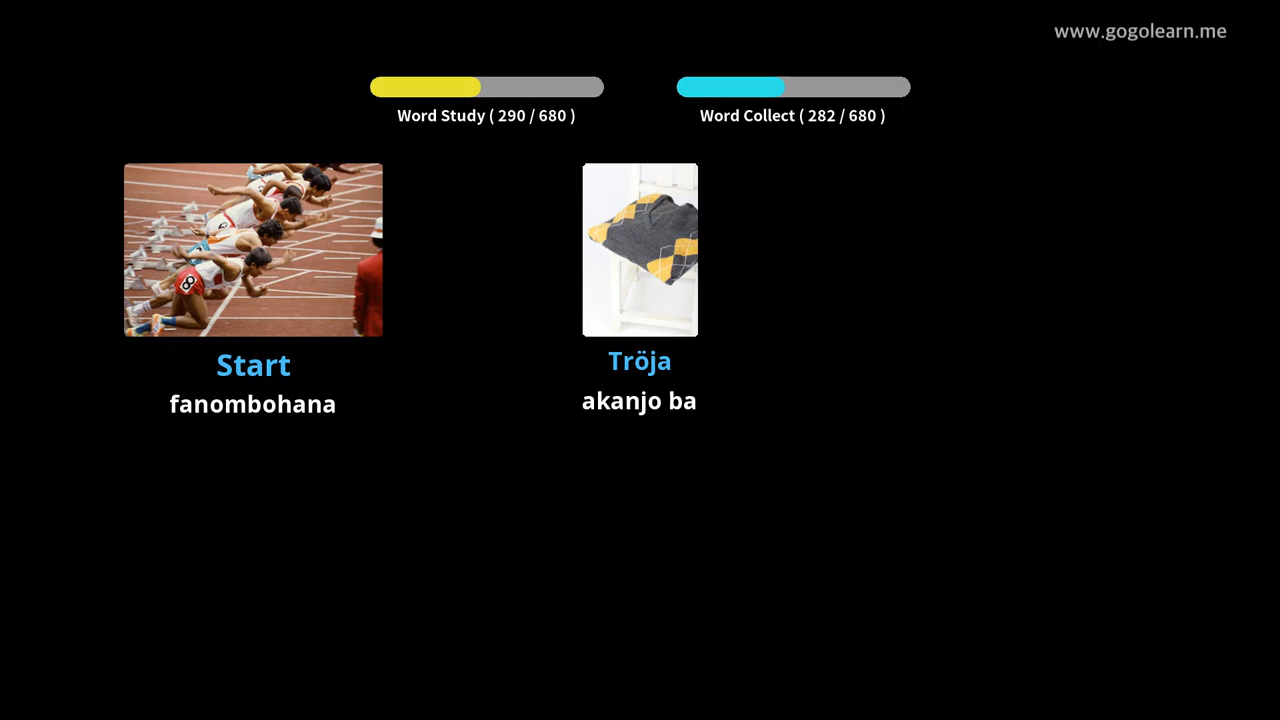 www.gogolearn.me
Word Study ( 290 / 680 )
Word Collect ( 282 / 680 )
Start
fanombohana
Tröja
akanjo ba